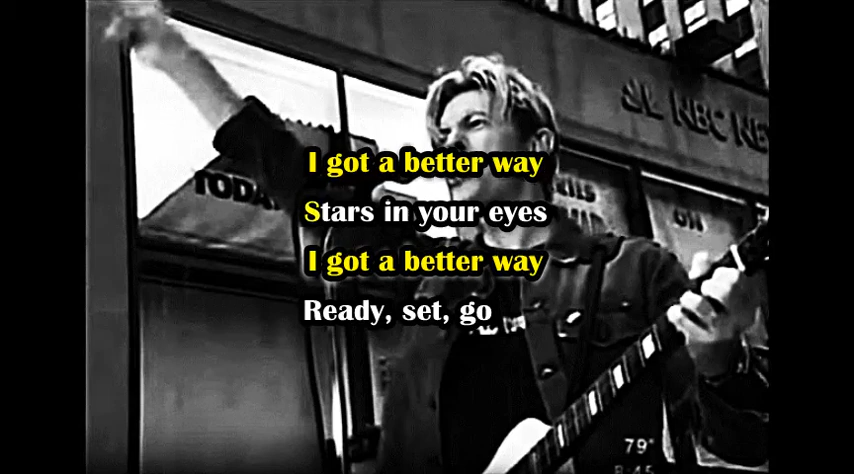 I got a better way
Stars in your eyes
I got a better way
Ready, set, go
NBC
TODA
79°